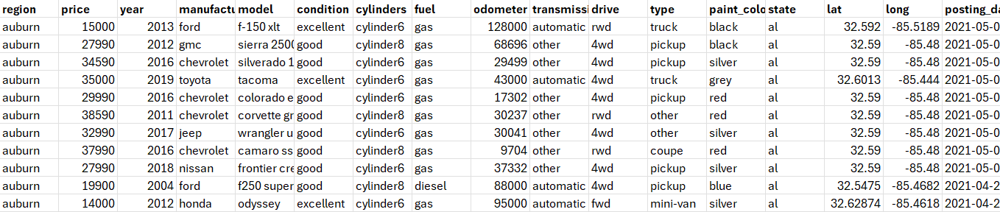 region price year manufactu model condition cylinders fuel odometer transmissi drive type paint_colo state lat long posting_da
auburn 15000 2013 ford f-150 xlt excellent cylinder6 gas 128000 automatic rwd truck black al 32.592 -85.5189 2021-05-0
auburn 27990 2012 gmc sierra 2500 good cylinder8 gas 68696 other 4wd pickup black al 32.59 -85.48 2021-05-0
auburn 34590 2016 chevrolet silverado 1 good cylinder6 gas 29499 other 4wd pickup silver al 32.59 -85.48 2021-05-0
auburn 35000 2019 toyota tacoma excellent cylinder6 gas 43000 automatic 4wd truck grey al 32.6013 -85.444 2021-05-0
auburn 29990 2016 chevrolet colorado e good cylinder6 gas 17302 other 4wd pickup red al 32.59 -85.48 2021-05-0
auburn 38590 2011 chevrolet corvette gr good cylinder8 gas 30237 other rwd other red al 32.59 -85.48 2021-05-0
auburn 32990 2017 jeep wrangler u good cylinder6 gas 30041 other 4wd other silver al 32.59 -85.48 2021-05-0
auburn 37990 2016 chevrolet camaro ss good cylinder8 gas 9704 other rwd coupe red al 32.59 -85.48 2021-05-0
auburn 27990 2018 nissan frontier cre good cylinder6 gas 37332 other 4wd pickup silver al 32.59 -85.48 2021-05-0
auburn 19900 2004 ford f250 super good cylinder8 diesel 88000 automatic 4wd pickup blue al 32.5475 -85.4682 2021-04-2
auburn 14000 2012 honda odyssey excellent cylinder6 gas 95000 automatic fwd mini-van silver al 32.62874 -85.4618 2021-04-2